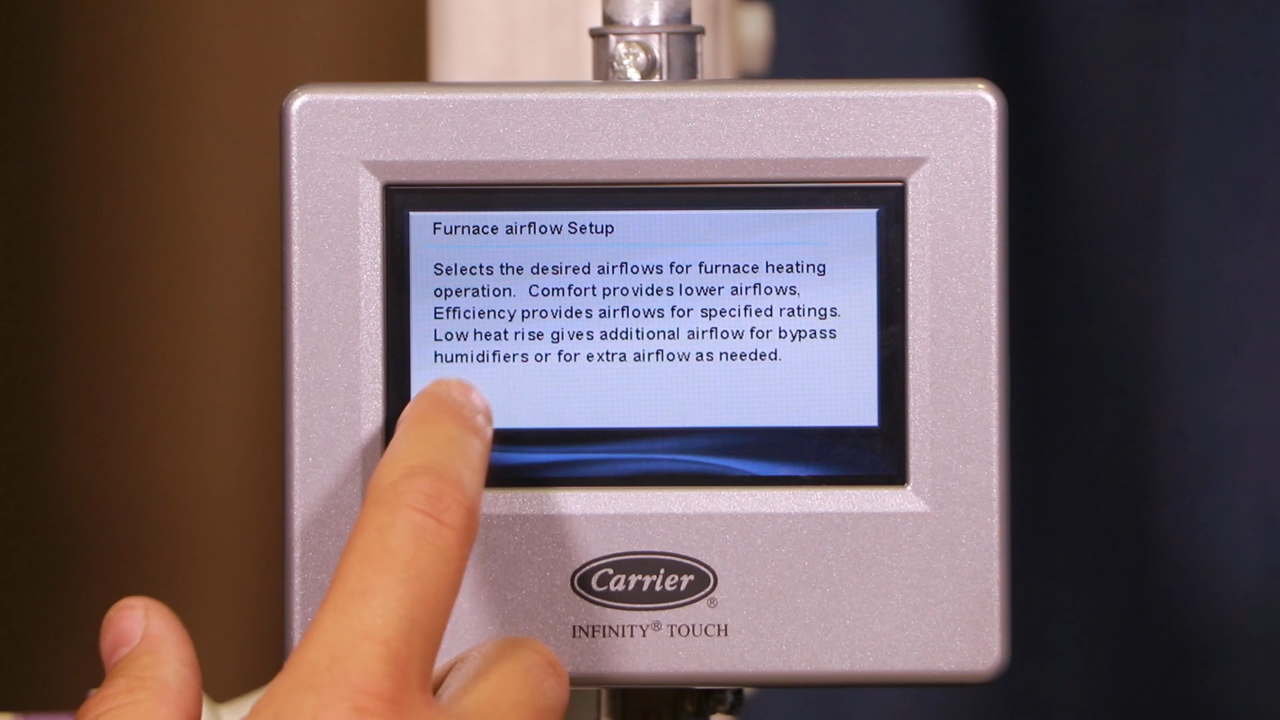 Furnace airflow Setup
Selects the desired airflows for furnace heating
operation. Comfort provides lower airflows,
Efficiency provides airflows for specified ratings.
Low heat rise gives additional airflow for bypass
humidifiers or for extra airflow as needed.
Carrier®
INFINITY® TOUCH